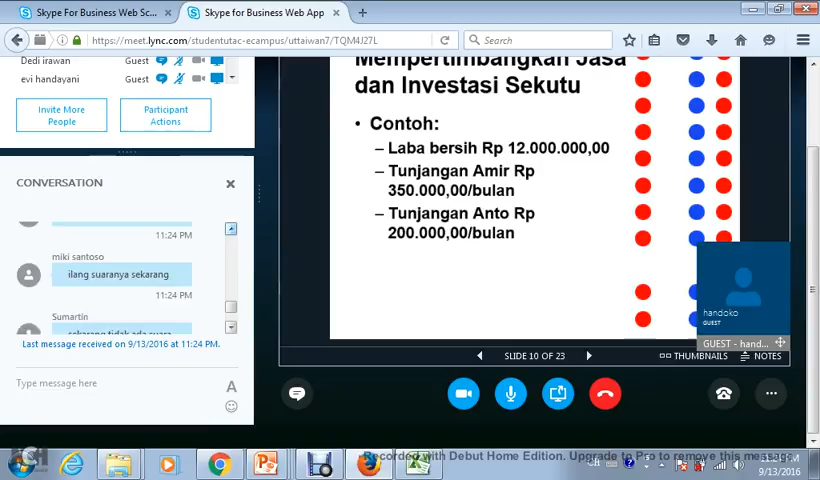 Skype For Business Web Sc...
Skype for Business Web App
https://meet.lync.com/studentutac-ecampus/uttaiwan7/TQM4J27L
Search
Dedi irawan
Guest
evi handayani
Guest
Invite More
People
Participant
Actions
CONVERSATION
11:24 PM
miki santoso
ilang suaranya sekarang
11:24 PM
Sumartin
sekarang tidak ada suara
Last message received on 9/13/2016 at 11:24 PM.
Type message here
A
Mempertimbangkan Jasa
dan Investasi Sekutu
• Contoh:
– Laba bersih Rp 12.000.000,00
– Tunjangan Amir Rp
350.000,00/bulan
– Tunjangan Anto Rp
200.000,00/bulan
handoko
GUEST
GUEST - hand...
SLIDE 10 OF 23
THUMBNAILS
NOTES
Recorded with Debut Home Edition. Upgrade to Pro to remove this message.
CH
9/13/2016